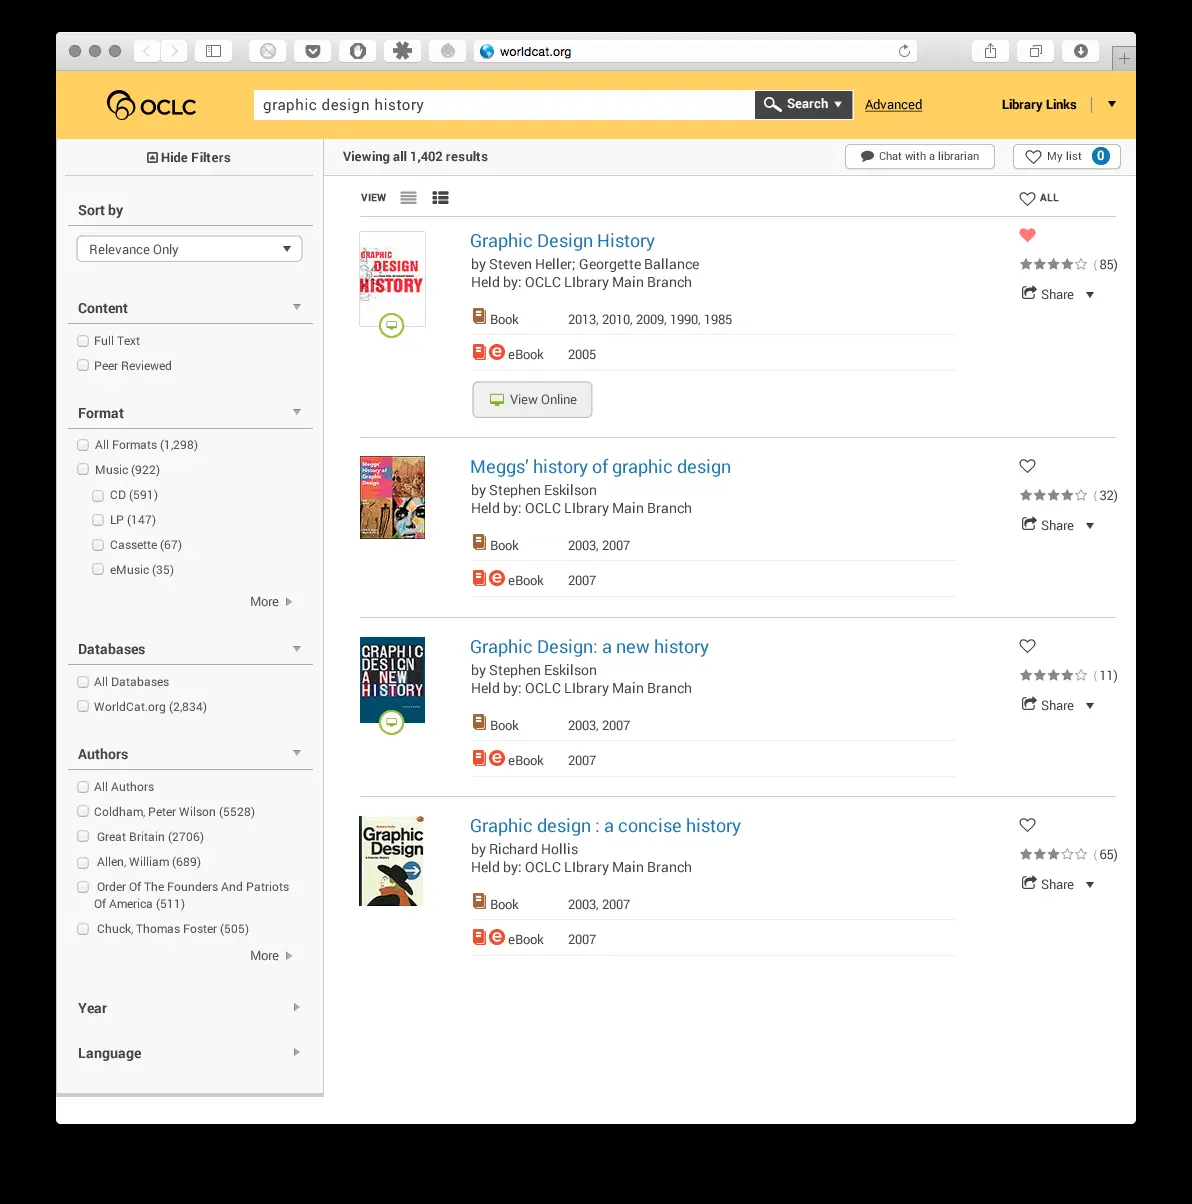 worldcat.org
OCLC
graphic design history
Search
Advanced
Library Links
Hide Filters
Viewing all 1,402 results
Chat with a librarian
My list 0
Sort by
Relevance Only
Content
Full Text
Peer Reviewed
Format
All Formats (1,298)
Music (922)
CD (591)
LP (147)
Cassette (67)
eMusic (35)
More
Databases
All Databases
WorldCat.org (2,834)
Authors
All Authors
Coldham, Peter Wilson (5528)
Great Britain (2706)
Allen, William (689)
Order Of The Founders And Patriots
Of America (511)
Chuck, Thomas Foster (505)
More
Year
Language
VIEW
ALL
GRAPHIC
DESIGN
HISTORY
Graphic Design History
by Steven Heller; Georgette Ballance
Held by: OCLC LIbrary Main Branch
Book 2013, 2010, 2009, 1990, 1985
e eBook 2005
View Online
(85)
Share
Meggs'
History of
Graphic
Design
Meggs’ history of graphic design
by Stephen Eskilson
Held by: OCLC LIbrary Main Branch
Book 2003, 2007
e eBook 2007
(32)
Share
GRAPHIC
DESIGN
A NEW
HISTORY
Graphic Design: a new history
by Stephen Eskilson
Held by: OCLC LIbrary Main Branch
Book 2003, 2007
e eBook 2007
(11)
Share
Graphic
Design
Graphic design : a concise history
by Richard Hollis
Held by: OCLC LIbrary Main Branch
Book 2003, 2007
e eBook 2007
(65)
Share